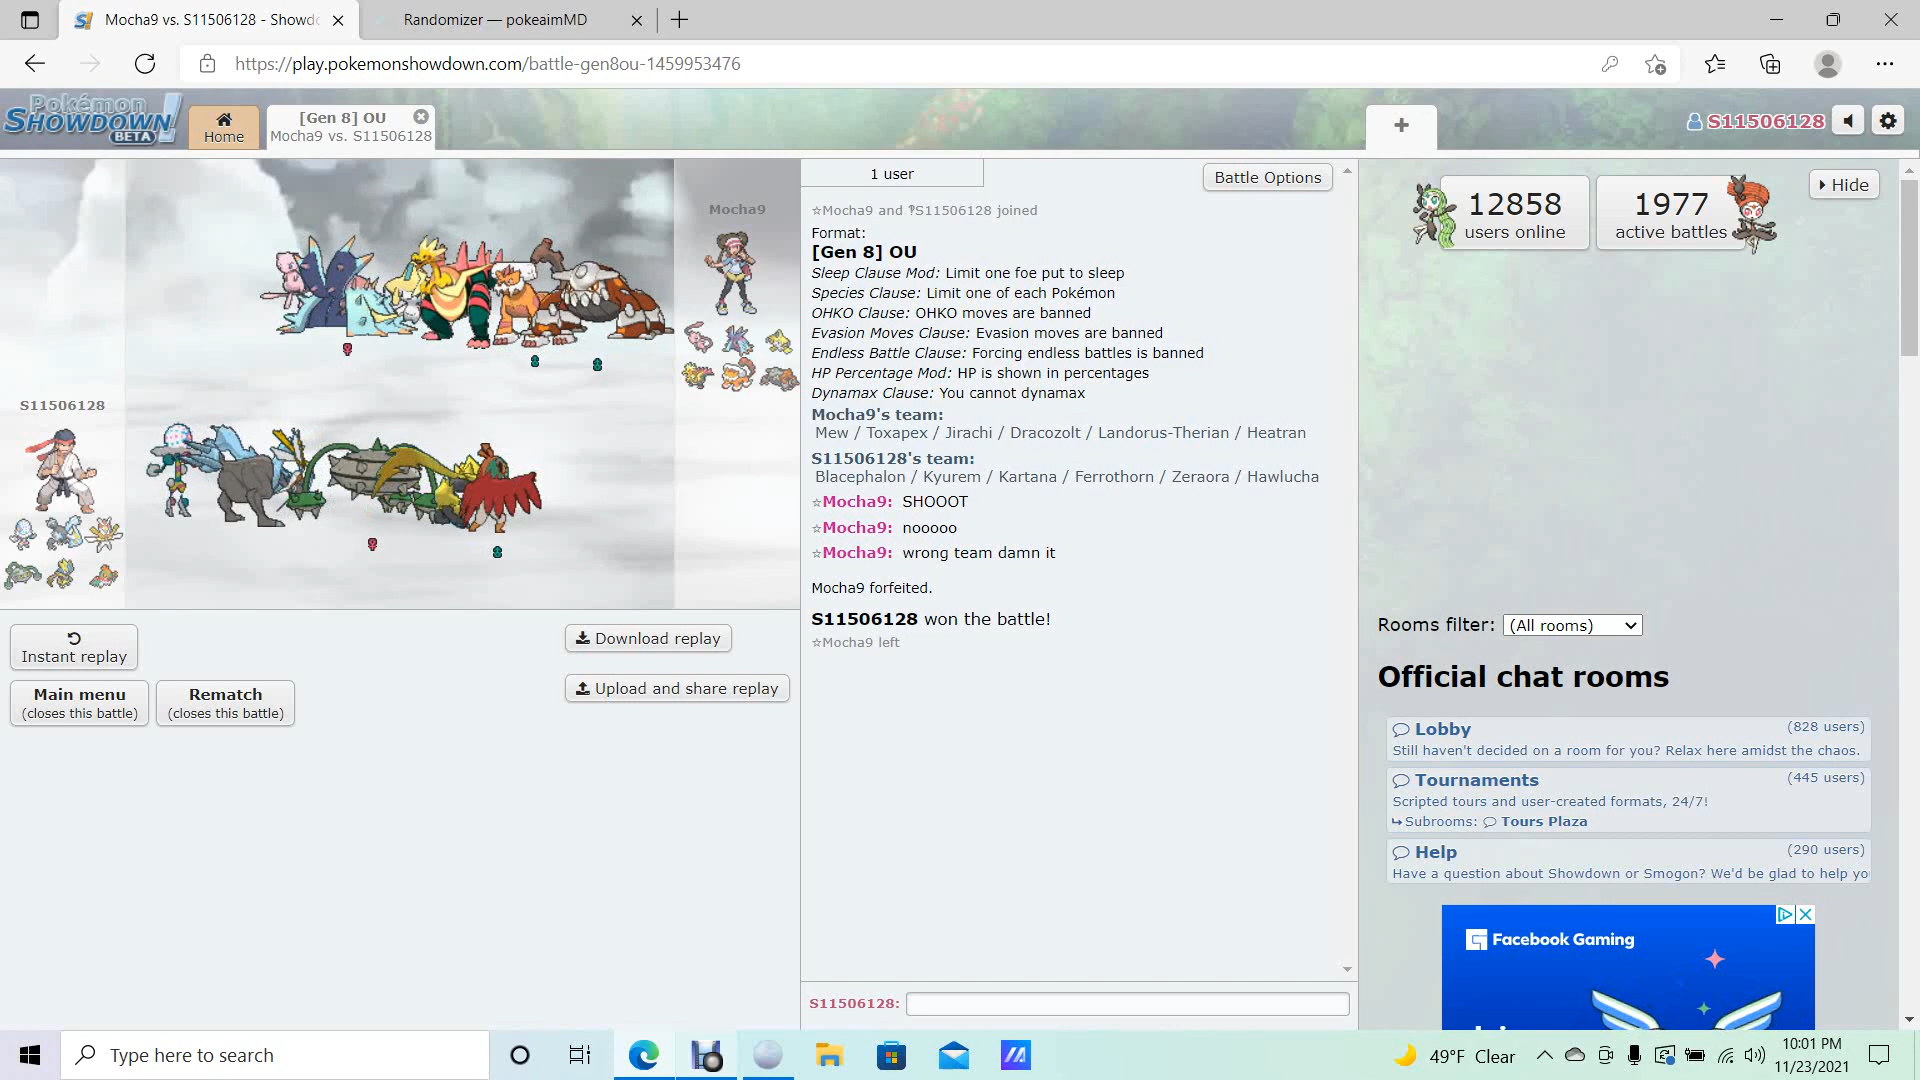 Mocha9 vs. S11506128 - Showdo
Randomizer — pokeaimMD
https://play.pokemonshowdown.com/battle-gen8ou-1459953476
Pokémon
SHOWDOWN!
BETA
Home
[Gen 8] OU
Mocha9 vs. S11506128
S11506128
Mocha9
S11506128
1 user
Battle Options
☆Mocha9 and ‽S11506128 joined
Format:
[Gen 8] OU
Sleep Clause Mod: Limit one foe put to sleep
Species Clause: Limit one of each Pokémon
OHKO Clause: OHKO moves are banned
Evasion Moves Clause: Evasion moves are banned
Endless Battle Clause: Forcing endless battles is banned
HP Percentage Mod: HP is shown in percentages
Dynamax Clause: You cannot dynamax
Mocha9's team:
Mew / Toxapex / Jirachi / Dracozolt / Landorus-Therian / Heatran
S11506128's team:
Blacephalon / Kyurem / Kartana / Ferrothorn / Zeraora / Hawlucha
☆Mocha9: SHOOOT
☆Mocha9: nooooo
☆Mocha9: wrong team damn it
Mocha9 forfeited.
S11506128 won the battle!
☆Mocha9 left
S11506128:
Instant replay
Download replay
Upload and share replay
Main menu
(closes this battle)
Rematch
(closes this battle)
12858
users online
1977
active battles
Hide
Rooms filter: (All rooms)
Official chat rooms
Lobby (828 users)
Still haven't decided on a room for you? Relax here amidst the chaos.
Tournaments (445 users)
Scripted tours and user-created formats, 24/7!
↪Subrooms: Tours Plaza
Help (290 users)
Have a question about Showdown or Smogon? We'd be glad to help yo
Facebook Gaming
Type here to search
49°F Clear
10:01 PM
11/23/2021